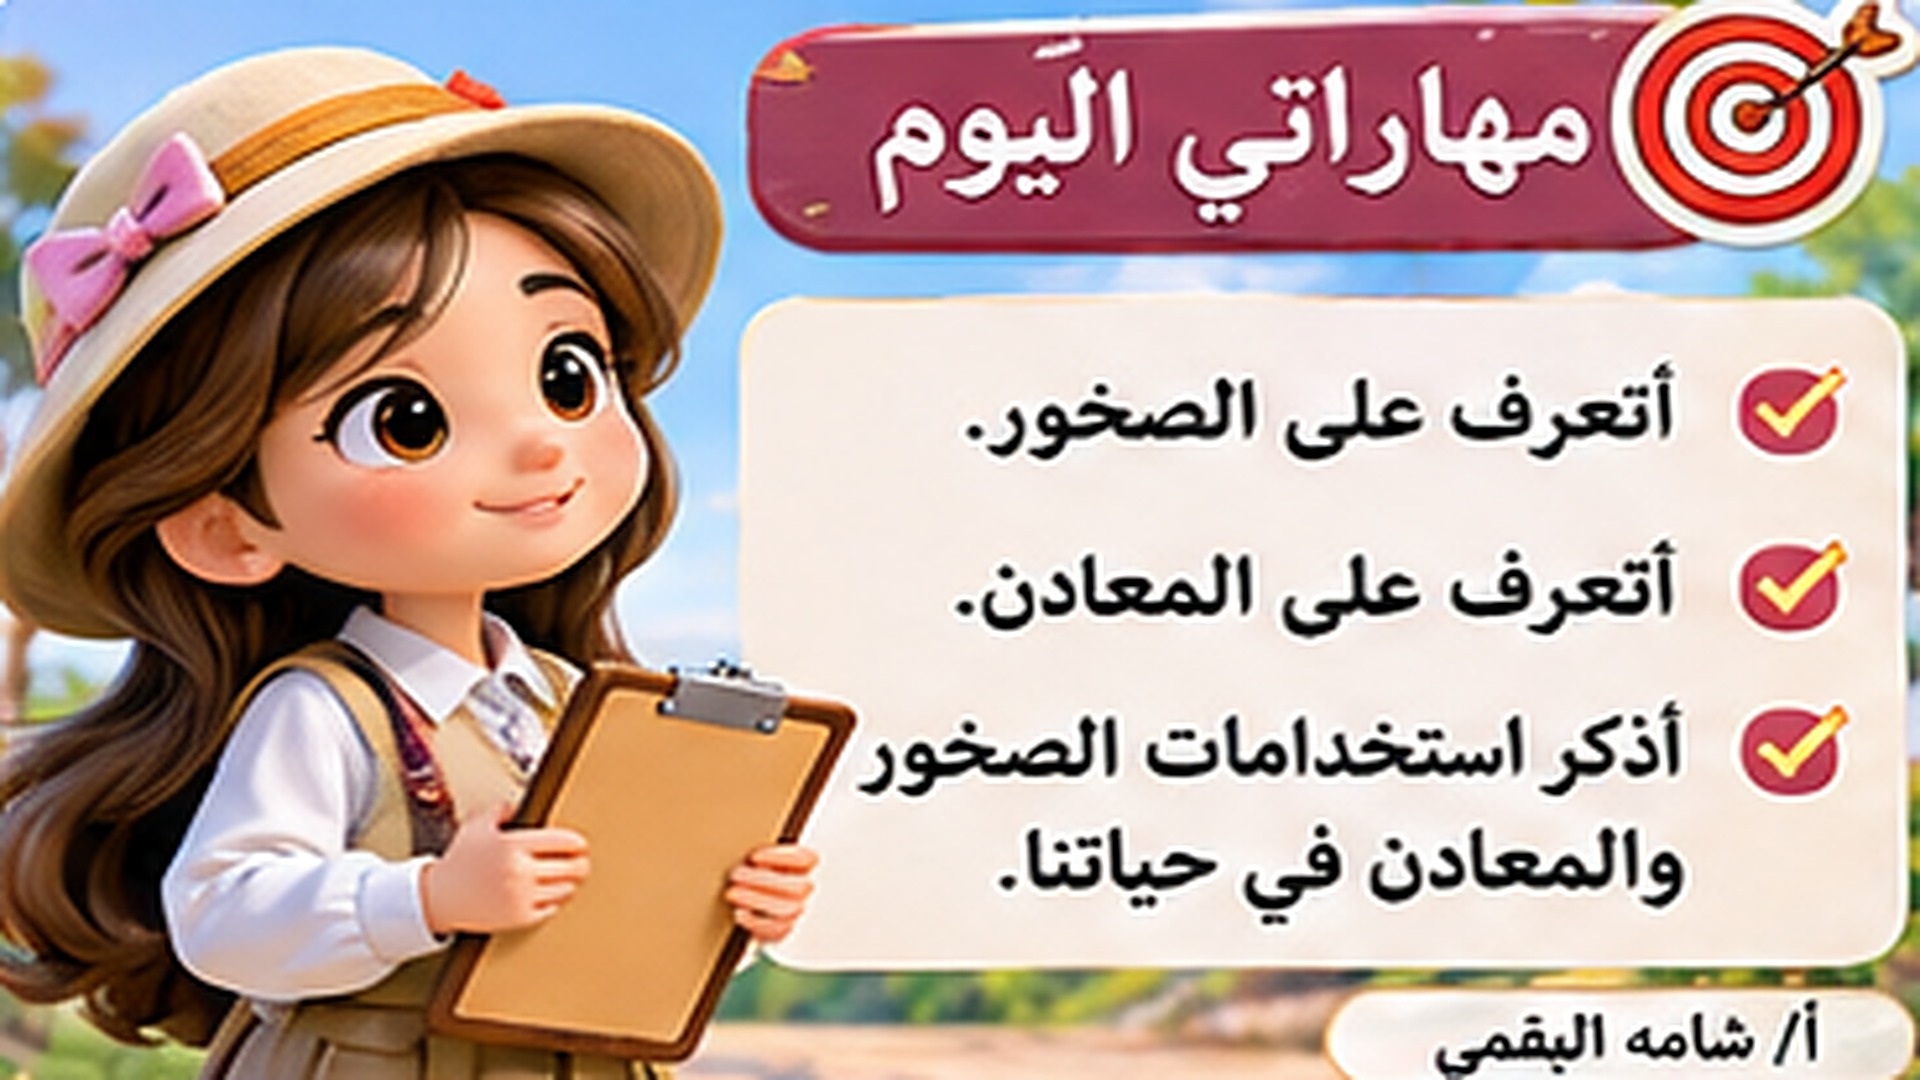 مهاراتي اليَوم
أتعرف على الصخور.
أتعرف على المعادن.
أذكر استخدامات الصخور
والمعادن في حياتنا.
أ/ شامه البقمي